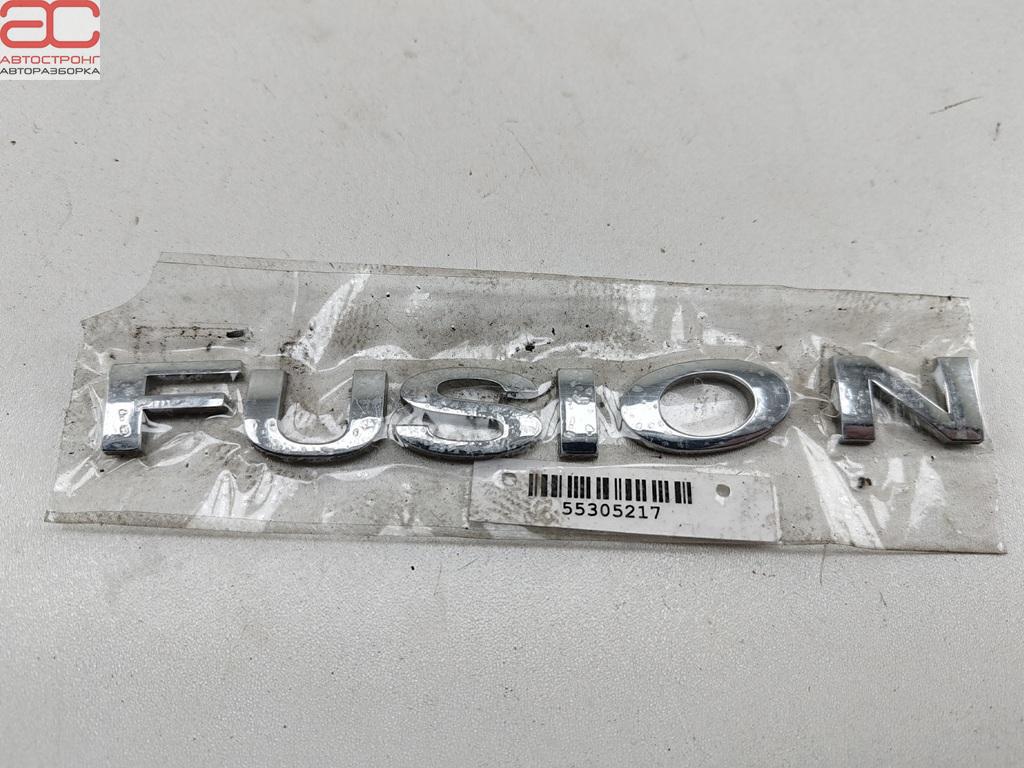 AC
АВТОСТРОНГ
АВТОРАЗБОРКА
FUSION
55305217